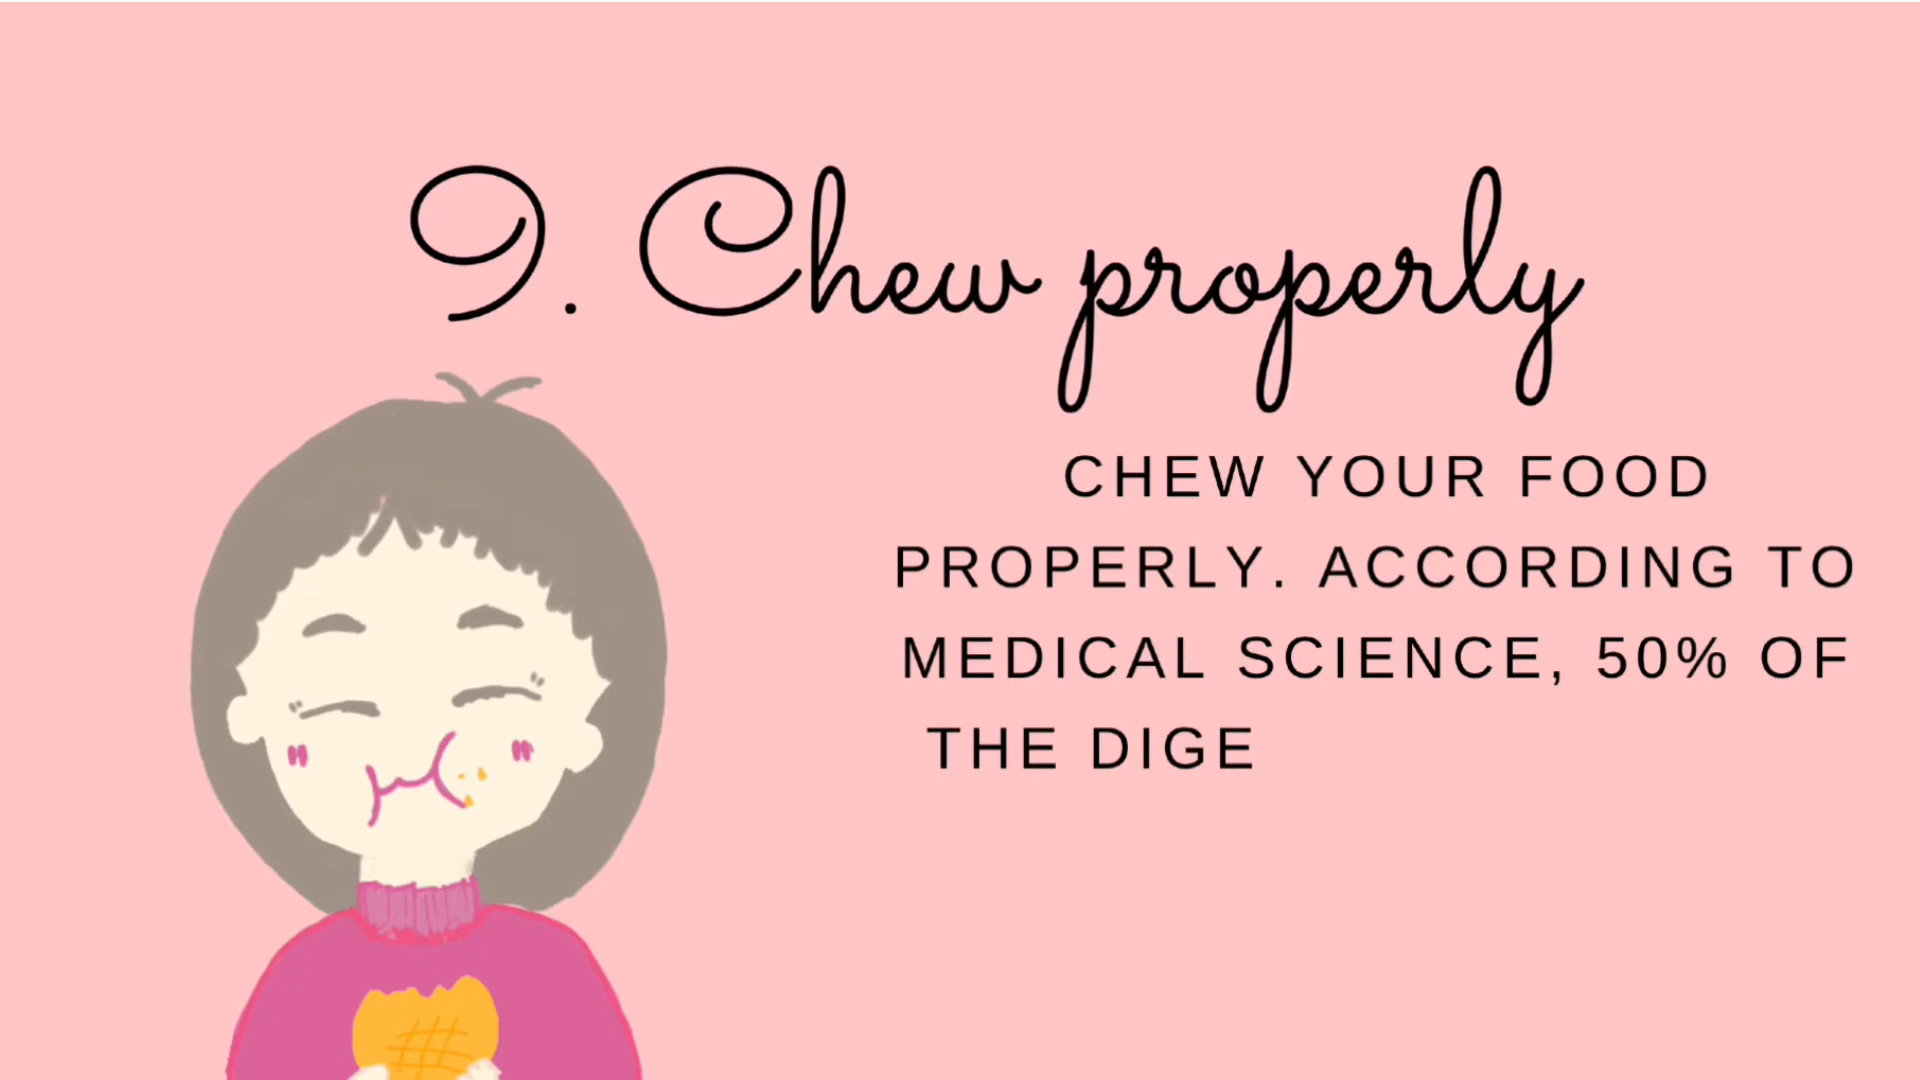 9. Chew properly
CHEW YOUR FOOD
PROPERLY. ACCORDING TO
MEDICAL SCIENCE, 50% OF
THE DIGE